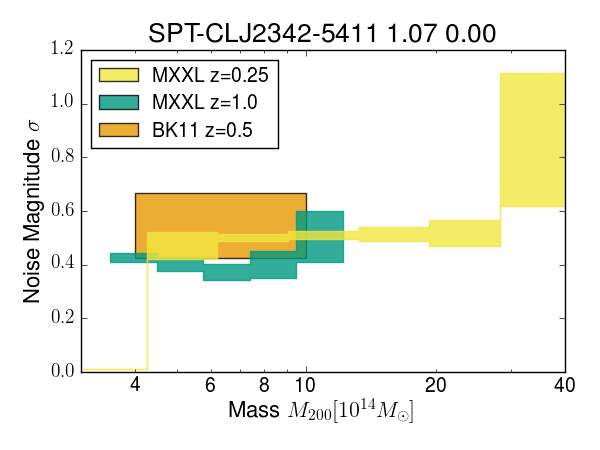 SPT-CLJ2342-5411 1.07 0.00
1.2
1.0
0.8
0.6
0.4
0.2
0.0
Noise Magnitude σ
MXXL z=0.25
MXXL z=1.0
BK11 z=0.5
4 6 8 10 20 40
Mass M₂₀₀[10¹⁴M☉]